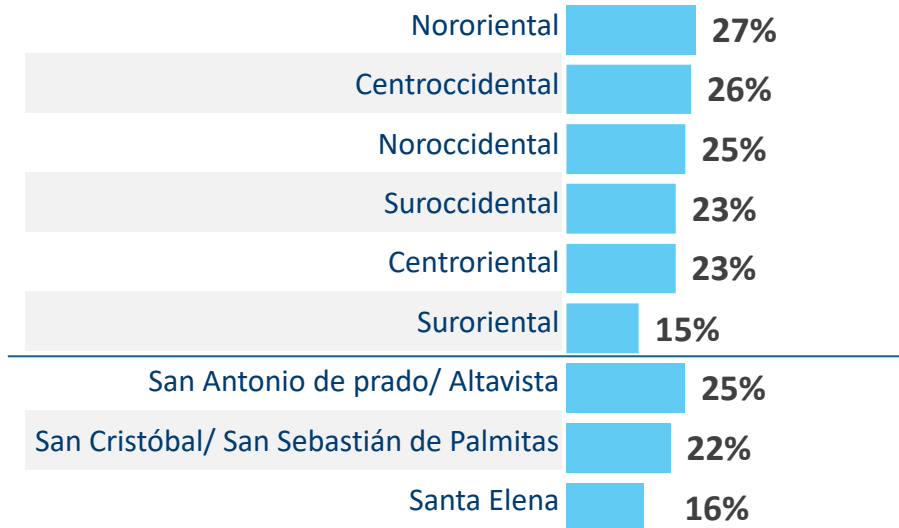 Nororiental 27%
Centroccidental 26%
Noroccidental 25%
Suroccidental 23%
Centroriental 23%
Suroriental 15%
San Antonio de prado/ Altavista 25%
San Cristóbal/ San Sebastián de Palmitas 22%
Santa Elena 16%